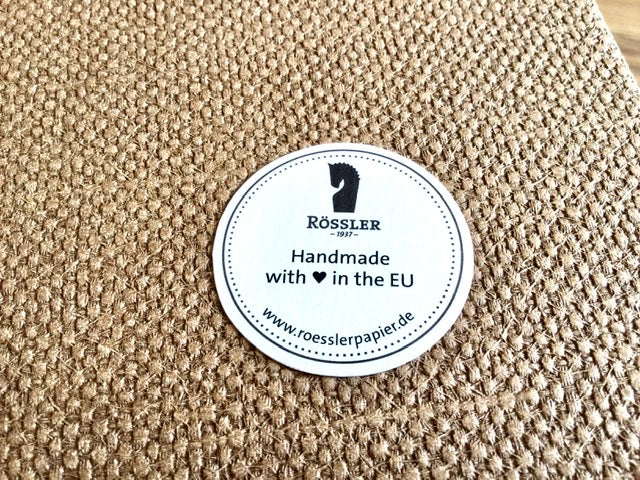 RÖSSLER
–1937–
Handmade
with ♥ in the EU
www.roesslerpapier.de